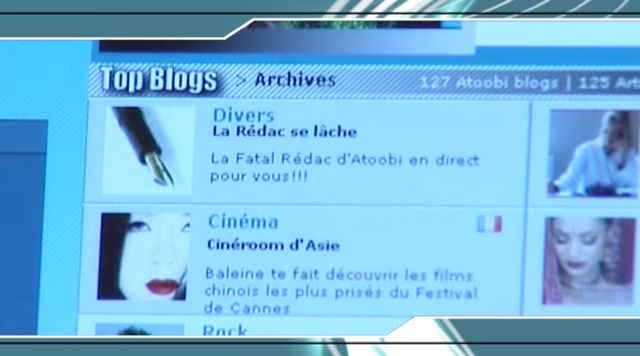 Top Blogs > Archives
127 Atoobi blogs | 125 Art
Divers
La Rédac se lâche
La Fatal Rédac d'Atoobi en direct
pour vous!!!
Cinéma
Cinéroom d'Asie
Baleine te fait découvrir les films
chinois les plus prisés du Festival
de Cannes
Rock